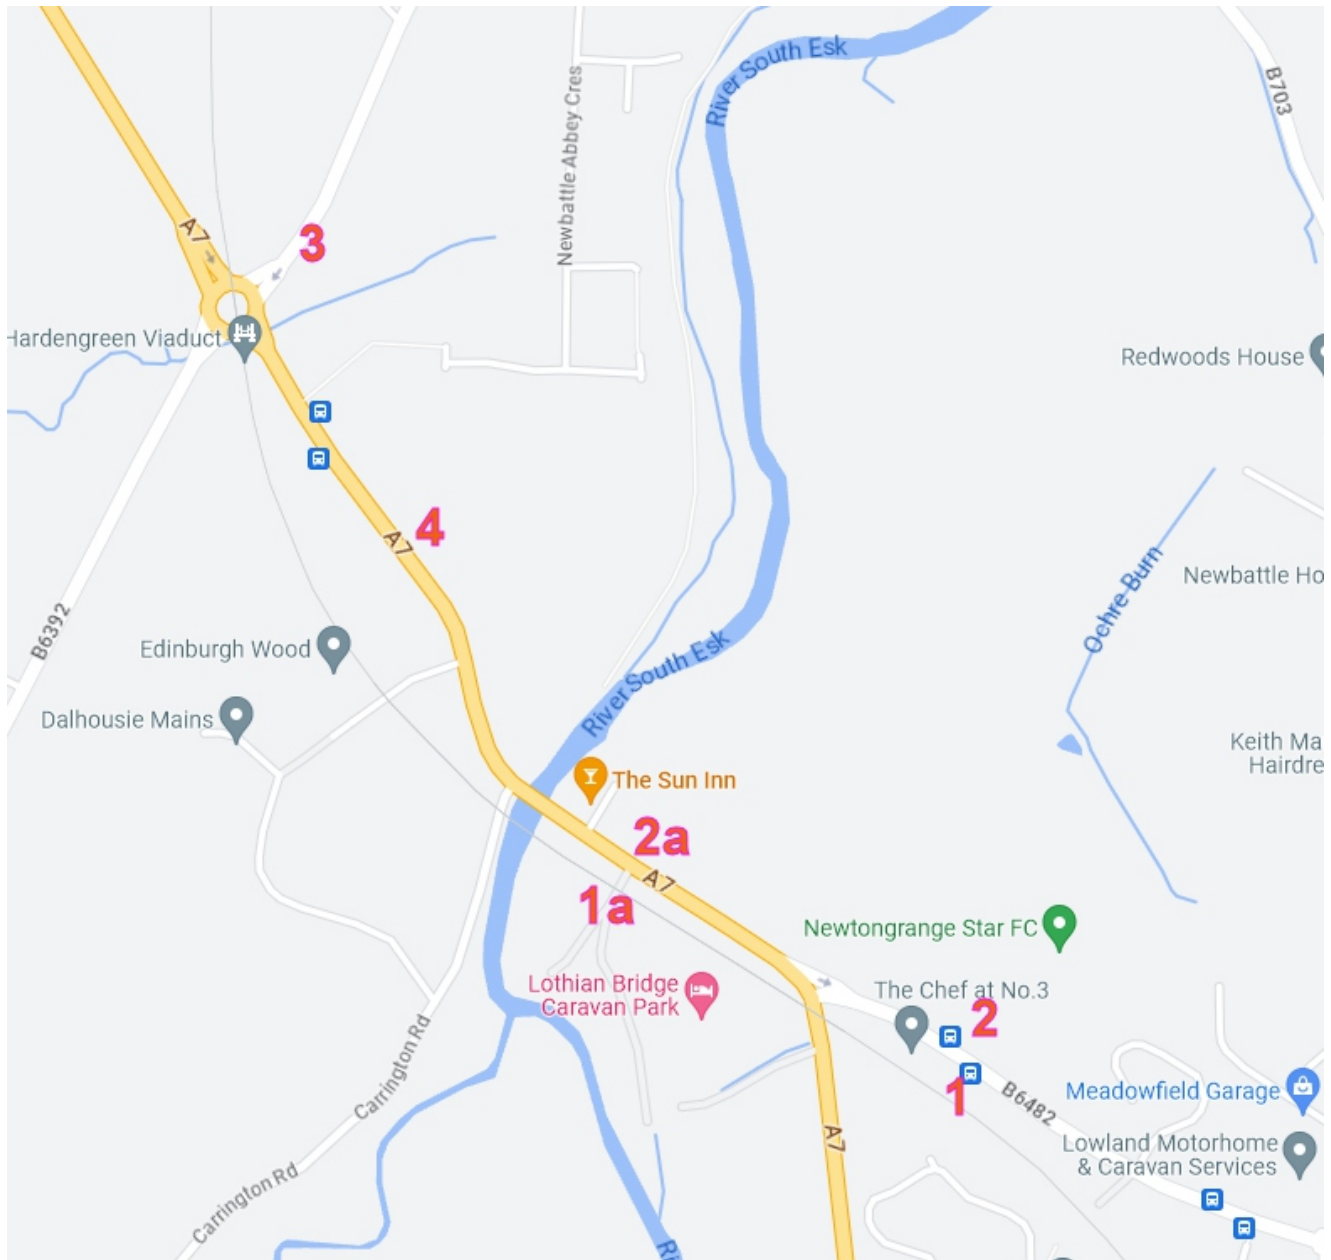 River South Esk
B703
Newbattle Abbey Cres
A7
3
Hardengreen Viaduct
Redwoods House
4
A7
Ochre Burn
Newbattle Ho
B6392
Edinburgh Wood
River South Esk
Dalhousie Mains
Keith Ma
Hairdre
The Sun Inn
2a
A7
1a
Newtongrange Star FC
Lothian Bridge
Caravan Park
The Chef at No.3
2
Carrington Rd
1
B6482
Meadowfield Garage
A7
Lowland Motorhome
& Caravan Services
Carrington Rd
Ri